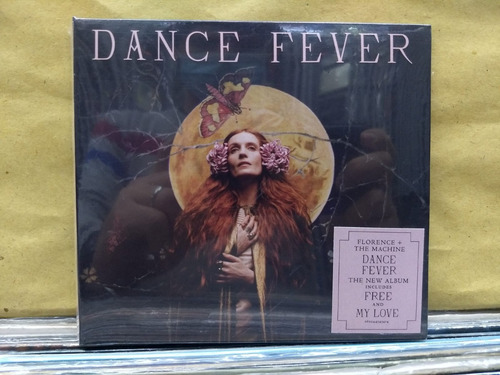 DANCE FEVER
FLORENCE +
THE MACHINE
DANCE
FEVER
THE NEW ALBUM
INCLUDES
FREE
AND
MY LOVE